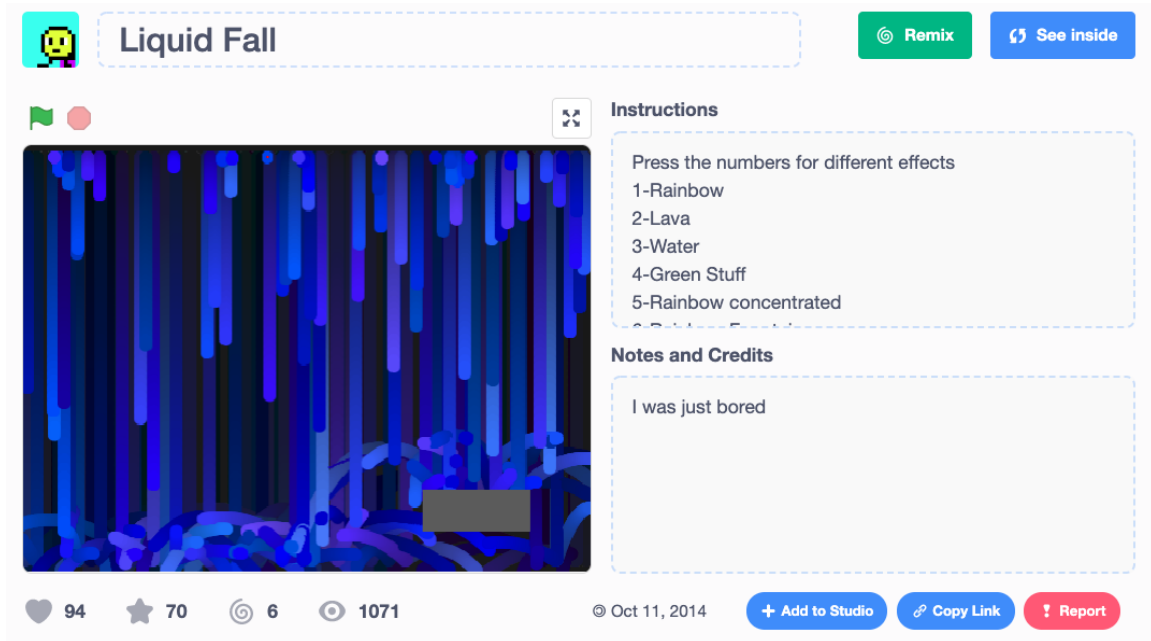 Liquid Fall
Remix
See inside
Instructions
Press the numbers for different effects
1-Rainbow
2-Lava
3-Water
4-Green Stuff
5-Rainbow concentrated
Notes and Credits
I was just bored
94
70
6
1071
© Oct 11, 2014
Add to Studio
Copy Link
Report